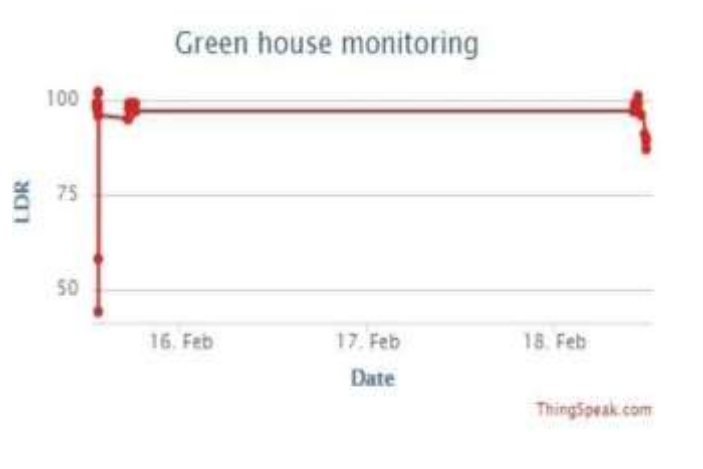 Green house monitoring
100
75
50
LDR
16. Feb
17. Feb
18. Feb
Date
ThingSpeak.com